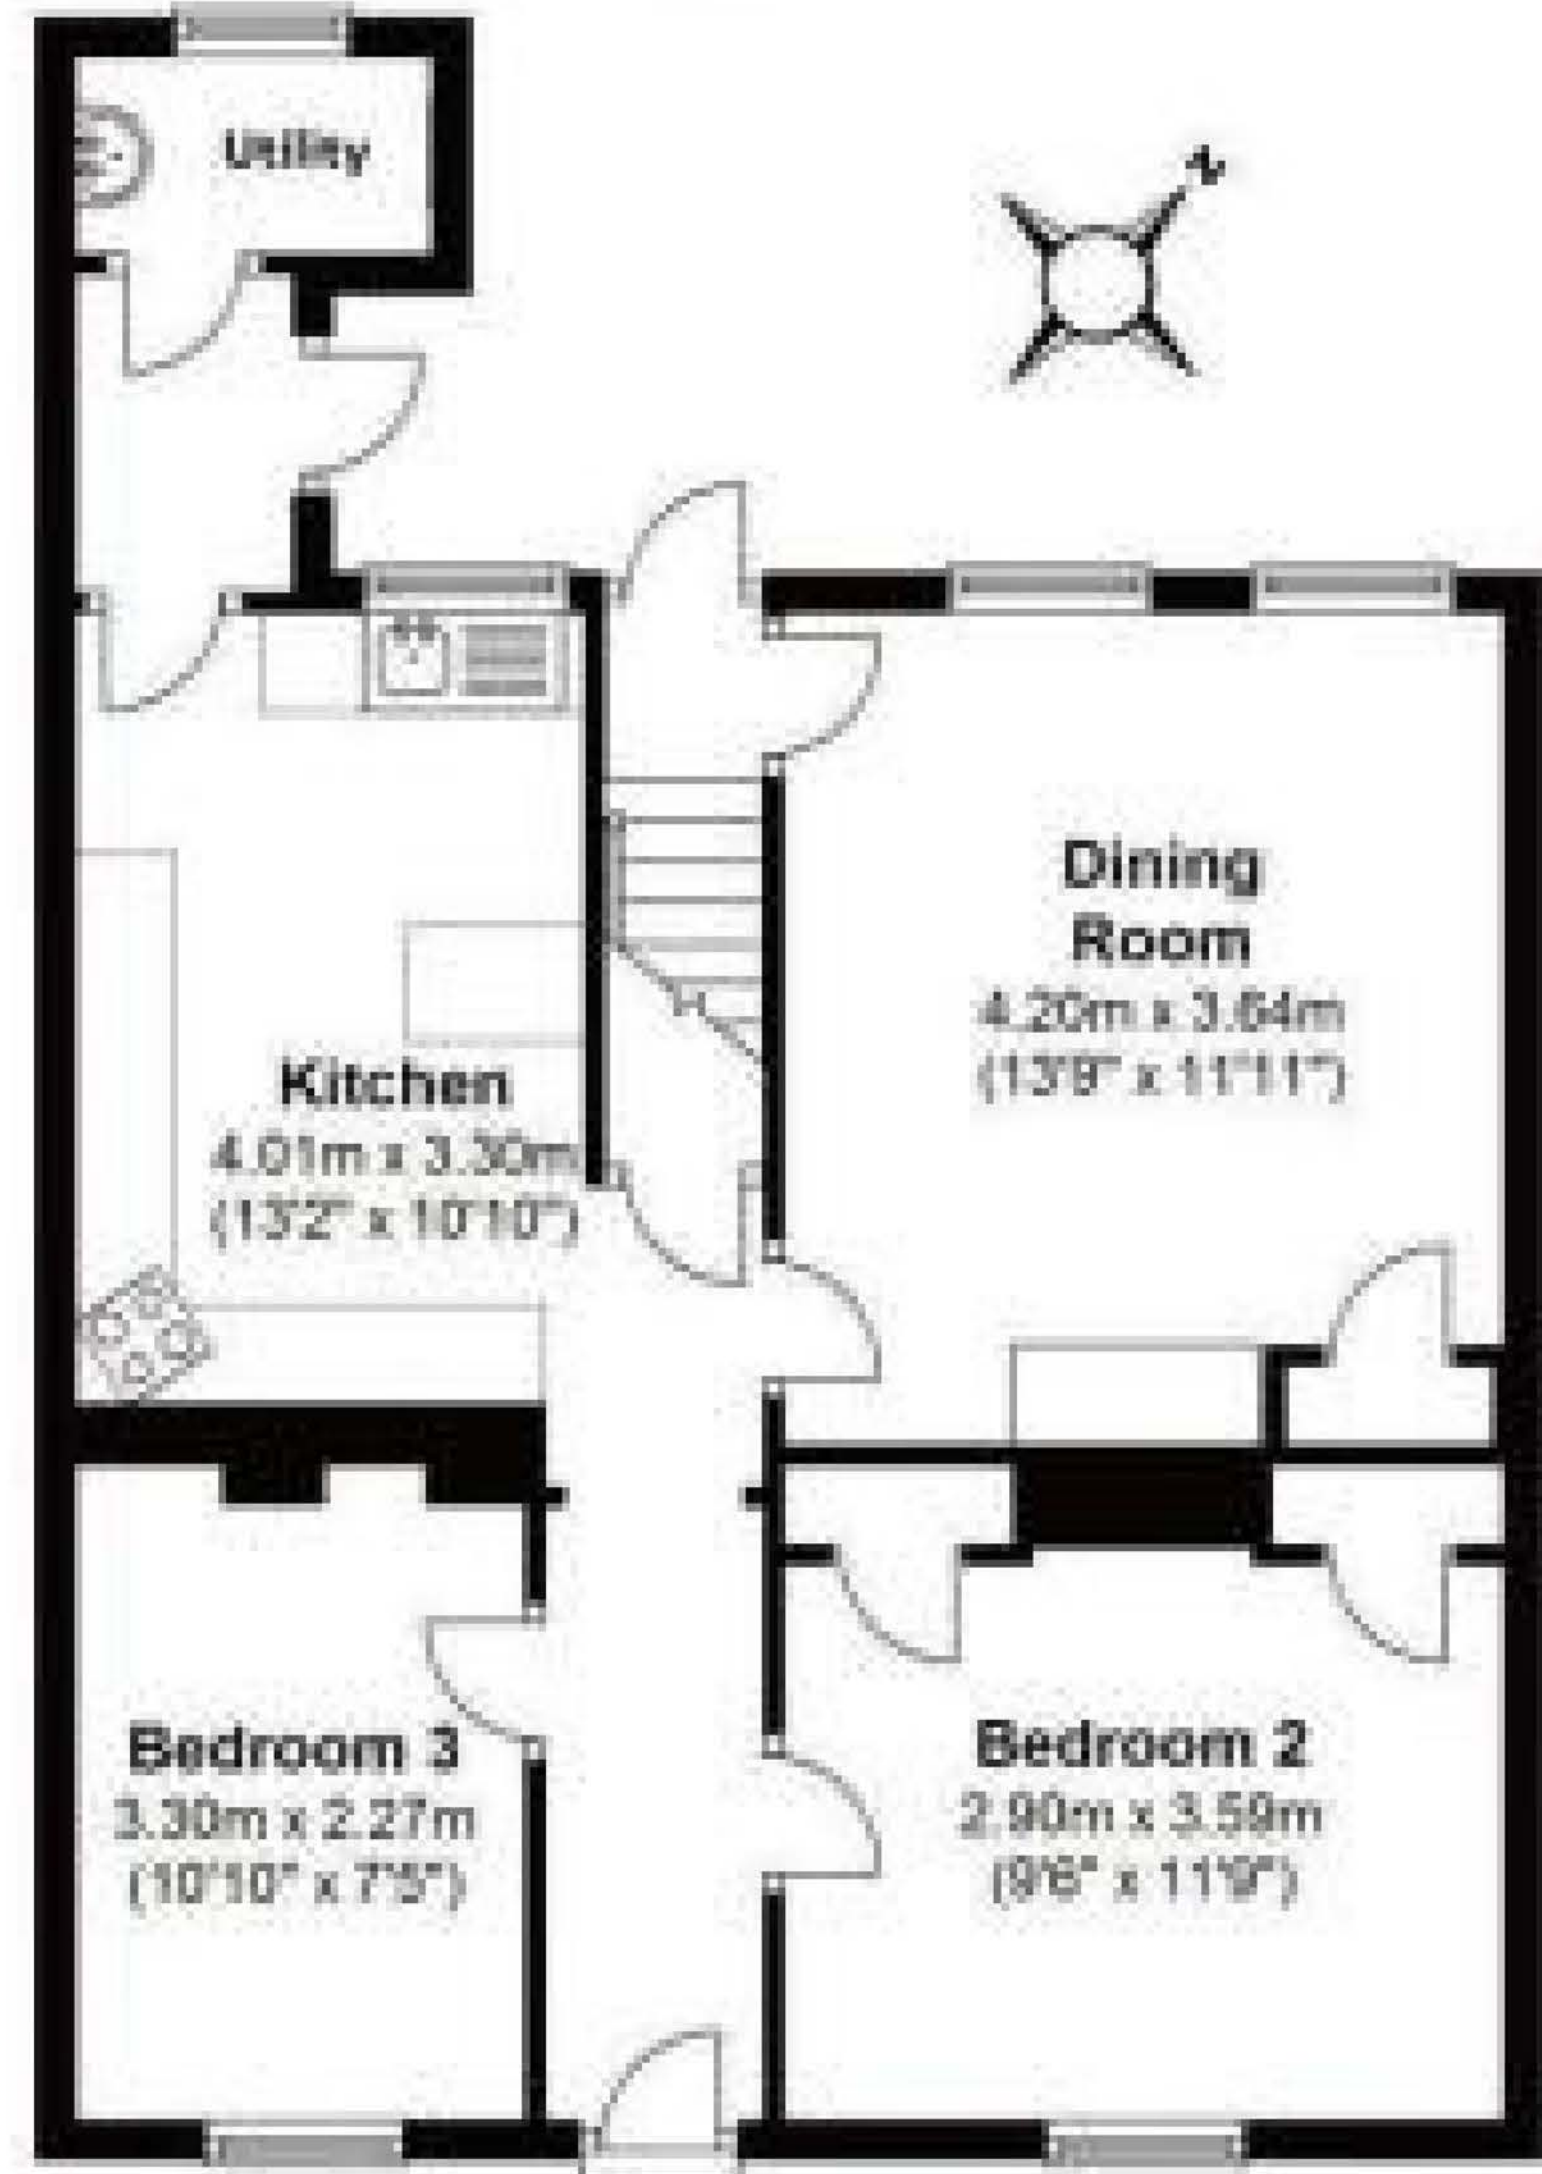 Utility
N
Dining
Room
4.20m x 3.64m
(13'9" x 11'11")
Kitchen
4.01m x 3.30m
(13'2" x 10'10")
Bedroom 3
3.30m x 2.27m
(10'10" x 7'5")
Bedroom 2
2.90m x 3.59m
(9'6" x 11'9")